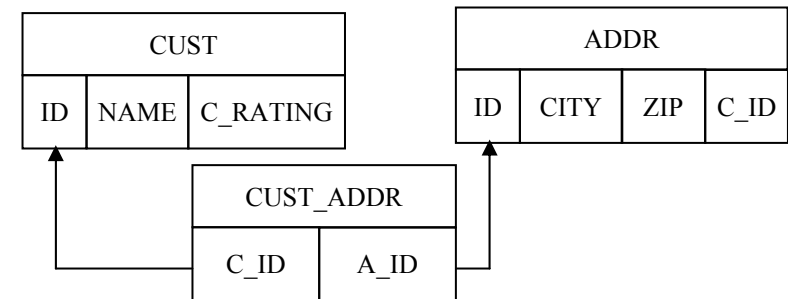 CUST
ID NAME C_RATING
ADDR
ID CITY ZIP C_ID
CUST_ADDR
C_ID A_ID